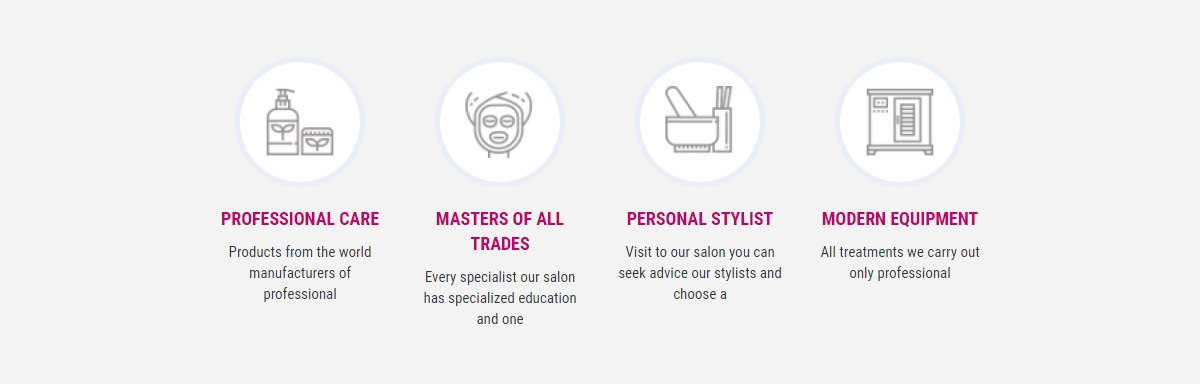 PROFESSIONAL CARE
Products from the world
manufacturers of
professional
MASTERS OF ALL
TRADES
Every specialist our salon
has specialized education
and one
PERSONAL STYLIST
Visit to our salon you can
seek advice our stylists and
choose a
MODERN EQUIPMENT
All treatments we carry out
only professional